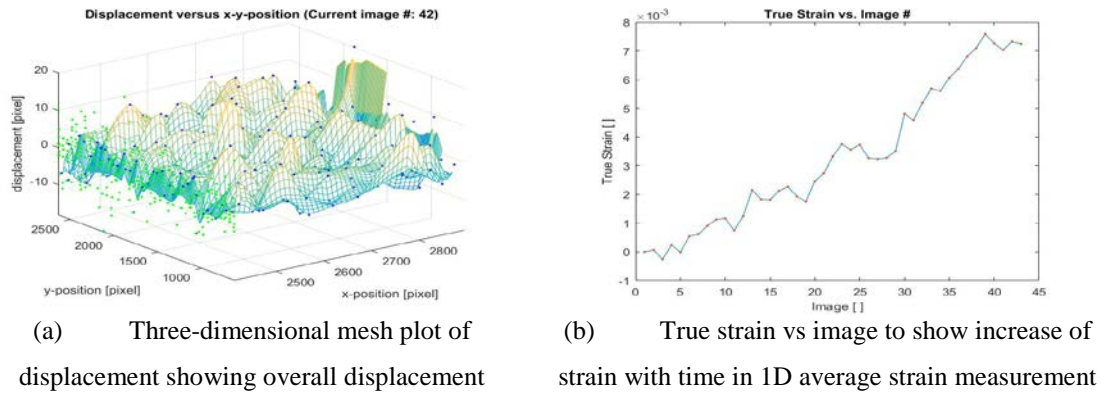 Displacement versus x-y-position (Current image #: 42)
20
10
0
-10
displacement [pixel]
2500
2000
1500
1000
y-position [pixel]
2500
2600
2700
2800
x-position [pixel]
True Strain vs. Image #
×10⁻³
8
7
6
5
4
3
2
1
0
-1
True Strain [ ]
0 5 10 15 20 25 30 35 40 45
Image [ ]
(a) Three-dimensional mesh plot of
displacement showing overall displacement
(b) True strain vs image to show increase of
strain with time in 1D average strain measurement